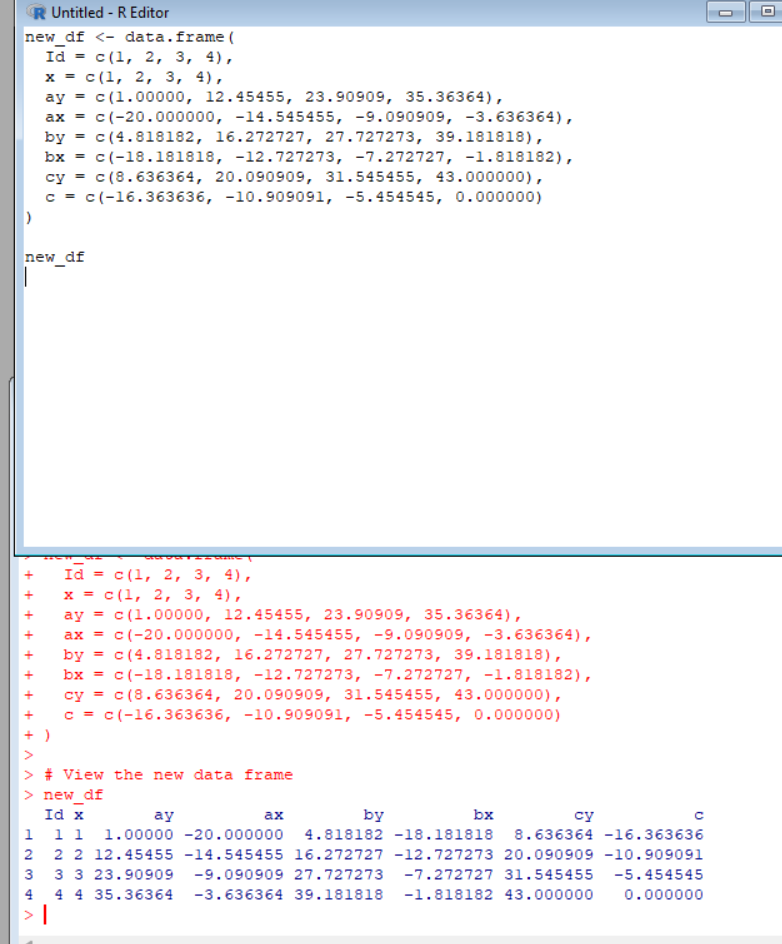 Untitled - R Editor
new_df <- data.frame(
  Id = c(1, 2, 3, 4),
  x = c(1, 2, 3, 4),
  ay = c(1.00000, 12.45455, 23.90909, 35.36364),
  ax = c(-20.000000, -14.545455, -9.090909, -3.636364),
  by = c(4.818182, 16.272727, 27.727273, 39.181818),
  bx = c(-18.181818, -12.727273, -7.272727, -1.818182),
  cy = c(8.636364, 20.090909, 31.545455, 43.000000),
  c = c(-16.363636, -10.909091, -5.454545, 0.000000)
)
new_df
> new_df <- data.frame(
+   Id = c(1, 2, 3, 4),
+   x = c(1, 2, 3, 4),
+   ay = c(1.00000, 12.45455, 23.90909, 35.36364),
+   ax = c(-20.000000, -14.545455, -9.090909, -3.636364),
+   by = c(4.818182, 16.272727, 27.727273, 39.181818),
+   bx = c(-18.181818, -12.727273, -7.272727, -1.818182),
+   cy = c(8.636364, 20.090909, 31.545455, 43.000000),
+   c = c(-16.363636, -10.909091, -5.454545, 0.000000)
+ )
>
> # View the new data frame
> new_df
  Id x       ay         ax        by         bx        cy          c
1  1 1  1.00000 -20.000000  4.818182 -18.181818  8.636364 -16.363636
2  2 2 12.45455 -14.545455 16.272727 -12.727273 20.090909 -10.909091
3  3 3 23.90909  -9.090909 27.727273  -7.272727 31.545455  -5.454545
4  4 4 35.36364  -3.636364 39.181818  -1.818182 43.000000   0.000000
>